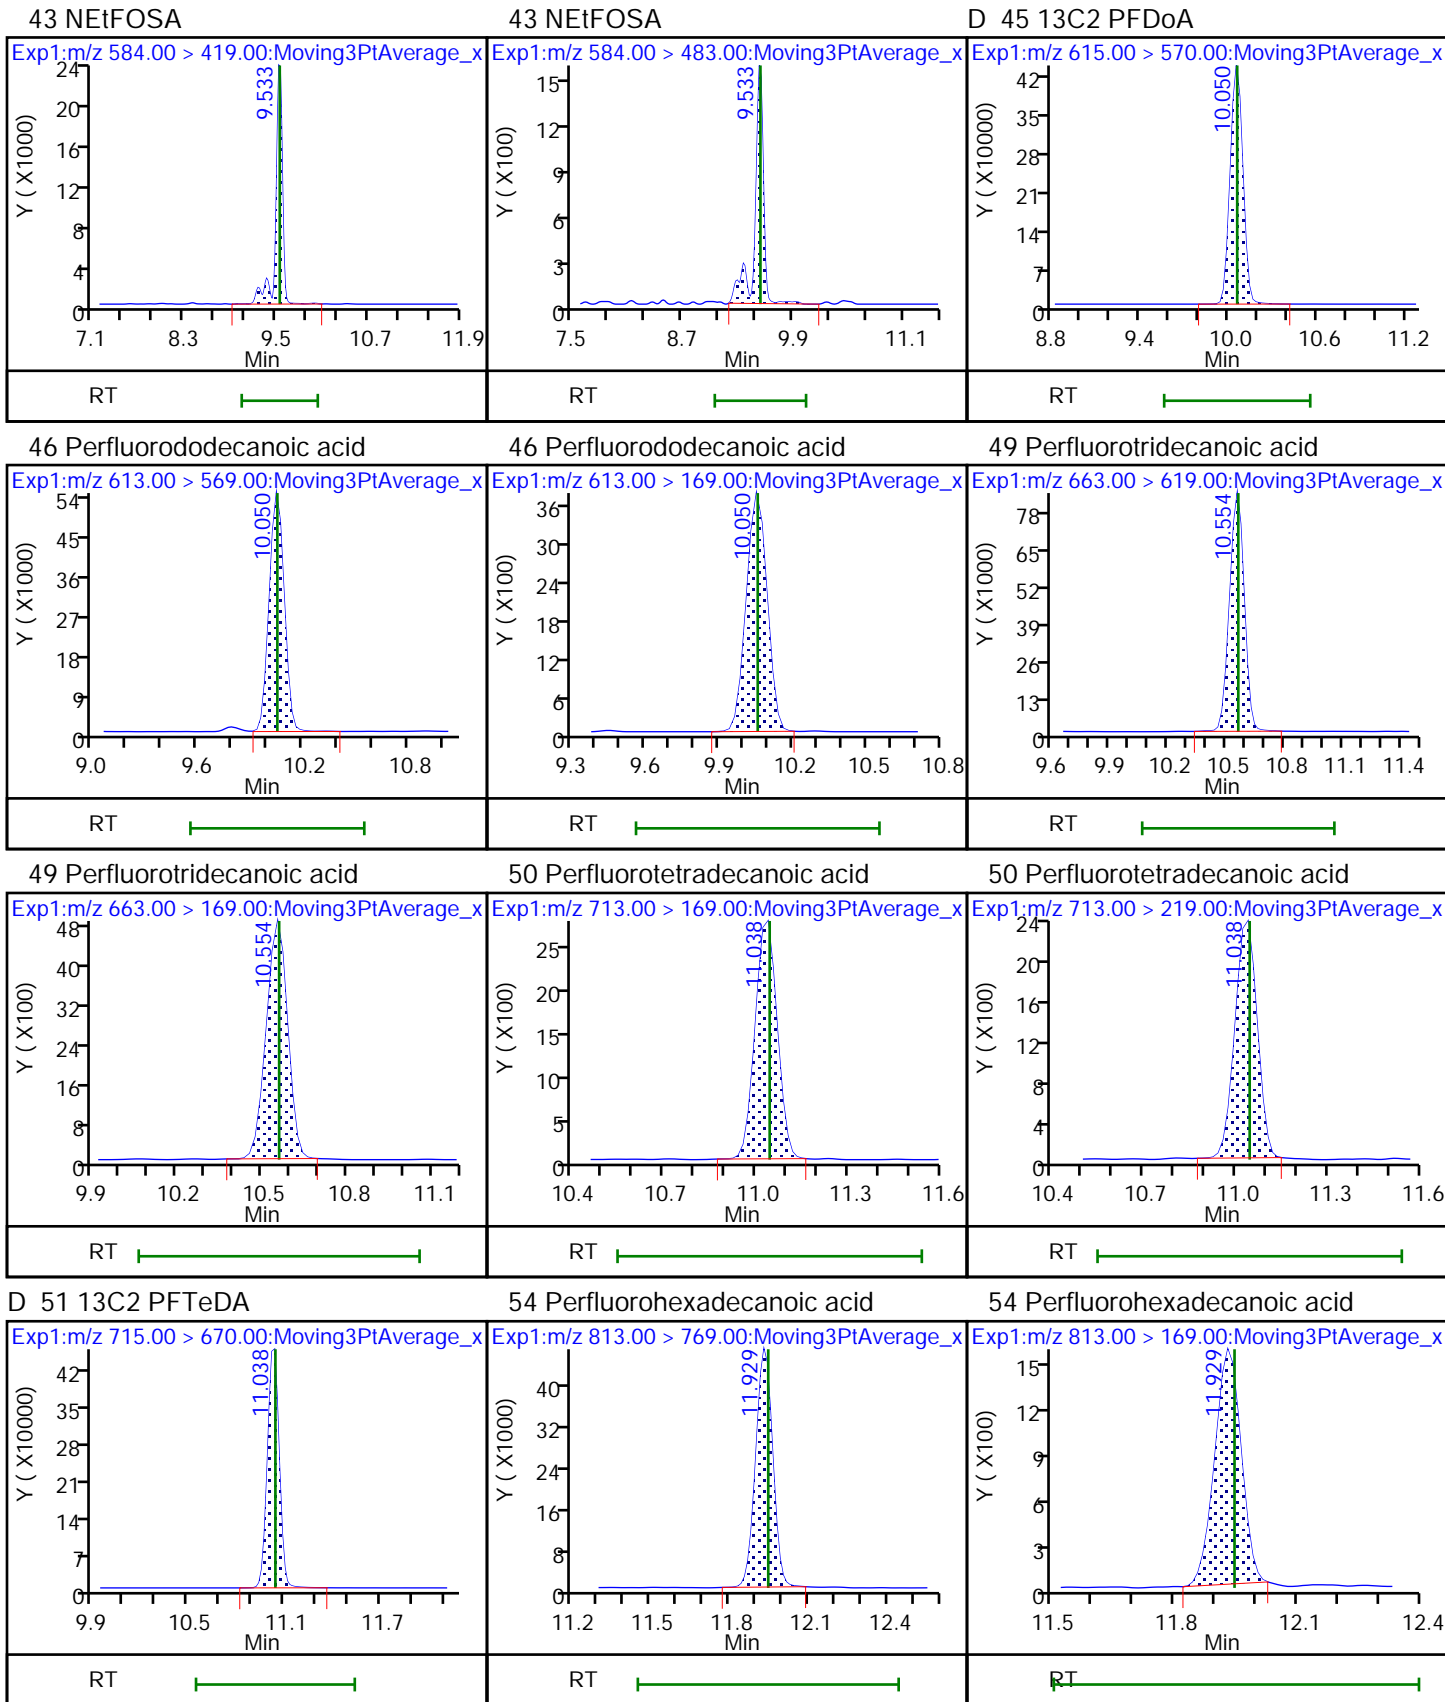 43 NEtFOSA
Exp1:m/z 584.00 > 419.00:Moving3PtAverage_x
9.533
Y ( X1000)
24
20
16
12
8
4
0
7.1 8.3 9.5 10.7 11.9
Min
RT
43 NEtFOSA
Exp1:m/z 584.00 > 483.00:Moving3PtAverage_x
9.533
Y ( X100)
15
12
9
6
3
0
7.5 8.7 9.9 11.1
Min
RT
D 45 13C2 PFDoA
Exp1:m/z 615.00 > 570.00:Moving3PtAverage_x
10.050
Y ( X10000)
42
35
28
21
14
7
0
8.8 9.4 10.0 10.6 11.2
Min
RT
46 Perfluorododecanoic acid
Exp1:m/z 613.00 > 569.00:Moving3PtAverage_x
10.050
Y ( X1000)
54
45
36
27
18
9
0
9.0 9.6 10.2 10.8
Min
RT
46 Perfluorododecanoic acid
Exp1:m/z 613.00 > 169.00:Moving3PtAverage_x
10.050
Y ( X100)
36
30
24
18
12
6
0
9.3 9.6 9.9 10.2 10.5 10.8
Min
RT
49 Perfluorotridecanoic acid
Exp1:m/z 663.00 > 619.00:Moving3PtAverage_x
10.554
Y ( X1000)
78
65
52
39
26
13
0
9.6 9.9 10.2 10.5 10.8 11.1 11.4
Min
RT
49 Perfluorotridecanoic acid
Exp1:m/z 663.00 > 169.00:Moving3PtAverage_x
10.554
Y ( X100)
48
40
32
24
16
8
0
9.9 10.2 10.5 10.8 11.1
Min
RT
50 Perfluorotetradecanoic acid
Exp1:m/z 713.00 > 169.00:Moving3PtAverage_x
11.038
Y ( X100)
25
20
15
10
5
0
10.4 10.7 11.0 11.3 11.6
Min
RT
50 Perfluorotetradecanoic acid
Exp1:m/z 713.00 > 219.00:Moving3PtAverage_x
11.038
Y ( X100)
24
20
16
12
8
4
0
10.4 10.7 11.0 11.3 11.6
Min
RT
D 51 13C2 PFTeDA
Exp1:m/z 715.00 > 670.00:Moving3PtAverage_x
11.038
Y ( X10000)
42
35
28
21
14
7
0
9.9 10.5 11.1 11.7
Min
RT
54 Perfluorohexadecanoic acid
Exp1:m/z 813.00 > 769.00:Moving3PtAverage_x
11.929
Y ( X1000)
40
32
24
16
8
0
11.2 11.5 11.8 12.1 12.4
Min
RT
54 Perfluorohexadecanoic acid
Exp1:m/z 813.00 > 169.00:Moving3PtAverage_x
11.929
Y ( X100)
15
12
9
6
3
0
11.5 11.8 12.1 12.4
Min
RT